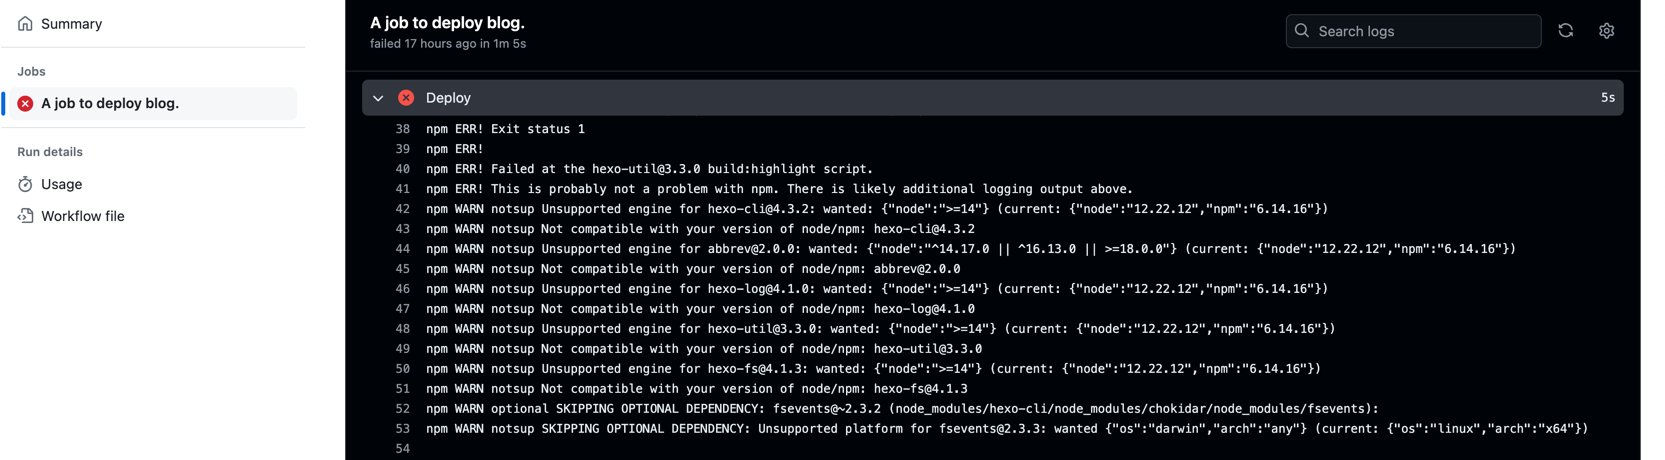 Summary
Jobs
A job to deploy blog.
Run details
Usage
Workflow file
A job to deploy blog.
failed 17 hours ago in 1m 5s
Search logs
Deploy
5s
38 npm ERR! Exit status 1
39 npm ERR!
40 npm ERR! Failed at the hexo-util@3.3.0 build:highlight script.
41 npm ERR! This is probably not a problem with npm. There is likely additional logging output above.
42 npm WARN notsup Unsupported engine for hexo-cli@4.3.2: wanted: {"node":">=14"} (current: {"node":"12.22.12","npm":"6.14.16"})
43 npm WARN notsup Not compatible with your version of node/npm: hexo-cli@4.3.2
44 npm WARN notsup Unsupported engine for abbrev@2.0.0: wanted: {"node":"^14.17.0 || ^16.13.0 || >=18.0.0"} (current: {"node":"12.22.12","npm":"6.14.16"})
45 npm WARN notsup Not compatible with your version of node/npm: abbrev@2.0.0
46 npm WARN notsup Unsupported engine for hexo-log@4.1.0: wanted: {"node":">=14"} (current: {"node":"12.22.12","npm":"6.14.16"})
47 npm WARN notsup Not compatible with your version of node/npm: hexo-log@4.1.0
48 npm WARN notsup Unsupported engine for hexo-util@3.3.0: wanted: {"node":">=14"} (current: {"node":"12.22.12","npm":"6.14.16"})
49 npm WARN notsup Not compatible with your version of node/npm: hexo-util@3.3.0
50 npm WARN notsup Unsupported engine for hexo-fs@4.1.3: wanted: {"node":">=14"} (current: {"node":"12.22.12","npm":"6.14.16"})
51 npm WARN notsup Not compatible with your version of node/npm: hexo-fs@4.1.3
52 npm WARN optional SKIPPING OPTIONAL DEPENDENCY: fsevents@~2.3.2 (node_modules/hexo-cli/node_modules/chokidar/node_modules/fsevents):
53 npm WARN notsup SKIPPING OPTIONAL DEPENDENCY: Unsupported platform for fsevents@2.3.3: wanted {"os":"darwin","arch":"any"} (current: {"os":"linux","arch":"x64"})
54